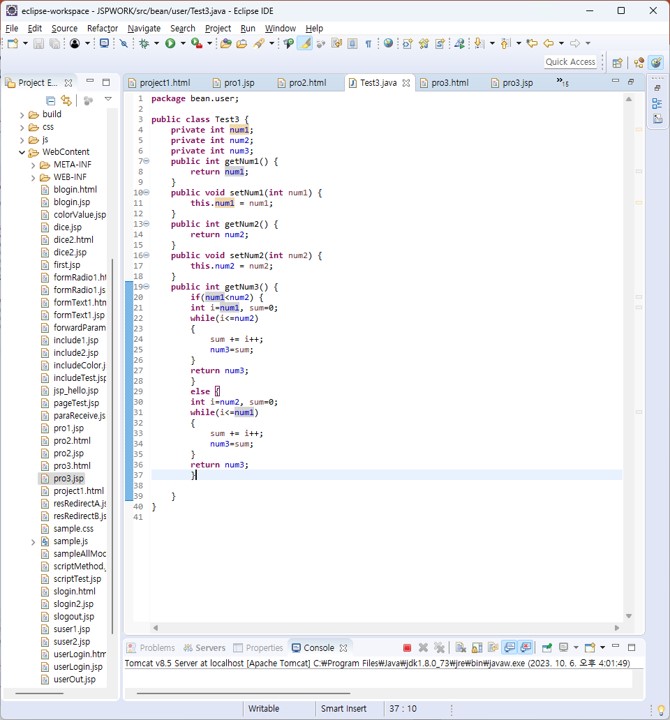 eclipse-workspace - JSPWORK/src/bean/user/Test3.java - Eclipse IDE
File Edit Source Refactor Navigate Search Project Run Window Help
Quick Access
Project E...
project1.html pro1.jsp pro2.html Test3.java pro3.html pro3.jsp »15
build
css
js
WebContent
META-INF
WEB-INF
blogin.html
blogin.jsp
colorValue.jsp
dice.jsp
dice2.html
dice2.jsp
first.jsp
formRadio1.ht
formRadio1.js
formText1.htn
formText1.jsp
forwardParam
include1.jsp
include2.jsp
includeColor.j
includeTest.jsp
jsp_hello.jsp
pageTest.jsp
paraReceive.js
pro1.jsp
pro2.html
pro2.jsp
pro3.html
pro3.jsp
project1.html
resRedirectA.j
resRedirectB.j
sample.css
sample.js
sampleAllMoc
scriptMethod.
scriptTest.jsp
slogin.html
slogin2.jsp
slogout.jsp
suser1.jsp
suser2.jsp
userLogin.htm
userLogin.jsp
userOut.jsp
1 package bean.user;
2
3 public class Test3 {
4 private int num1;
5 private int num2;
6 private int num3;
7 public int getNum1() {
8 return num1;
9 }
10 public void setNum1(int num1) {
11 this.num1 = num1;
12 }
13 public int getNum2() {
14 return num2;
15 }
16 public void setNum2(int num2) {
17 this.num2 = num2;
18 }
19 public int getNum3() {
20 if(num1<num2) {
21 int i=num1, sum=0;
22 while(i<=num2)
23 {
24 sum += i++;
25 num3=sum;
26 }
27 return num3;
28 }
29 else {
30 int i=num2, sum=0;
31 while(i<=num1)
32 {
33 sum += i++;
34 num3=sum;
35 }
36 return num3;
37 }
38
39 }
40 }
41
Problems Servers Properties Console
Tomcat v8.5 Server at localhost [Apache Tomcat] C:₩Program Files₩Java₩jdk1.8.0_73₩jre₩bin₩javaw.exe (2023. 10. 6. 오후 4:01:49)
Writable Smart Insert 37 : 10